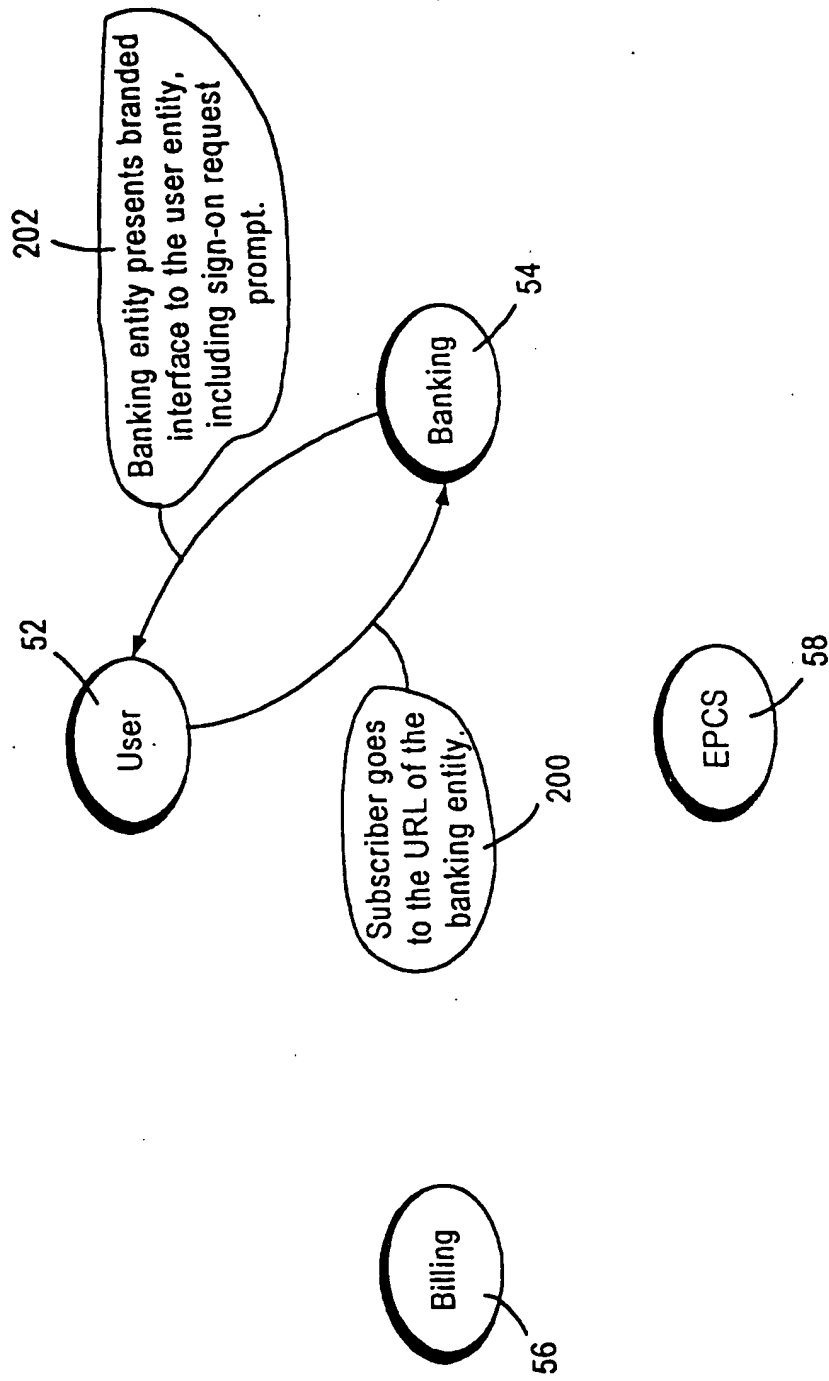 202
Banking entity presents branded
interface to the user entity,
including sign-on request
prompt.
52
User
Banking
54
Subscriber goes
to the URL of the
banking entity.
200
Billing
56
EPCS
58